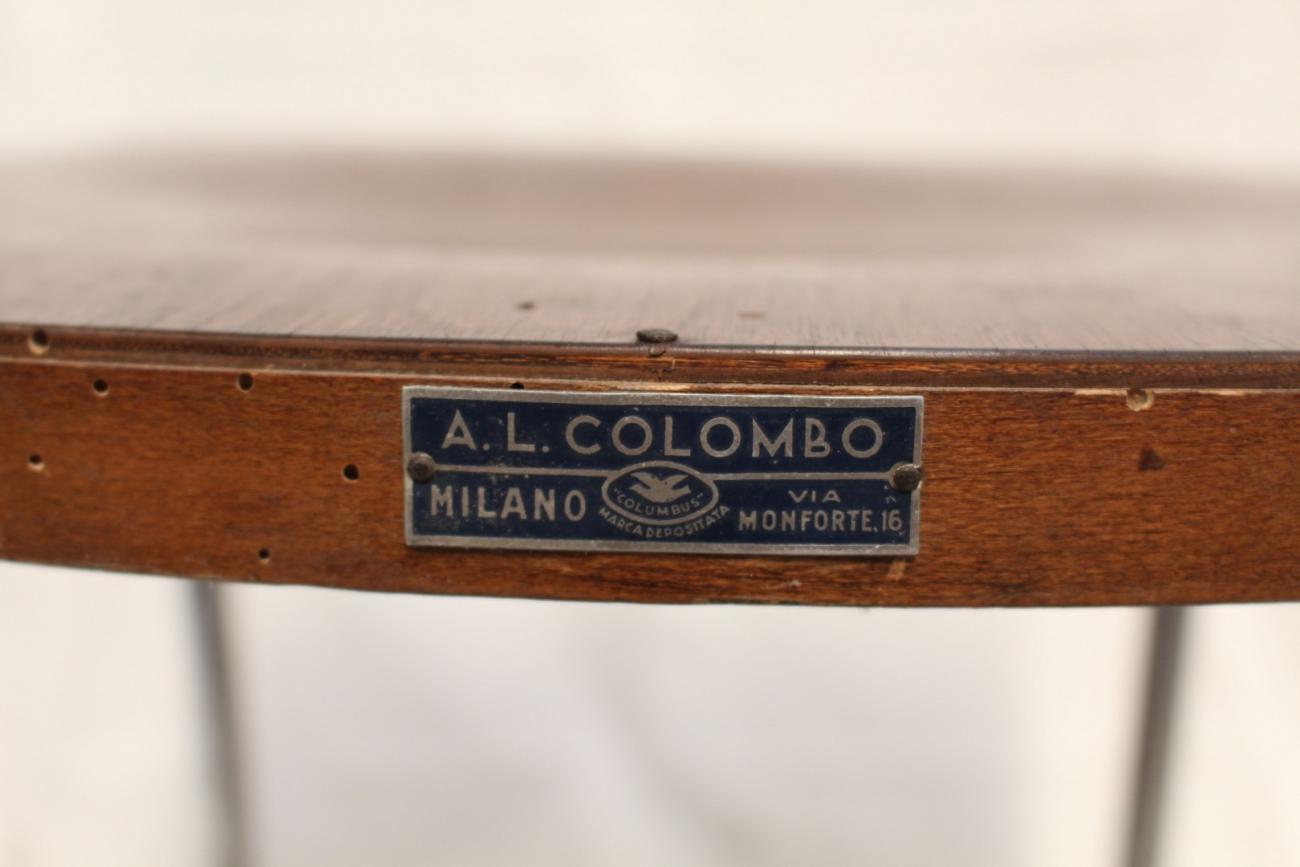 A. L. COLOMBO
MILANO
"COLUMBUS"
MARCA DEPOSITATA
VIA
MONFORTE, 16